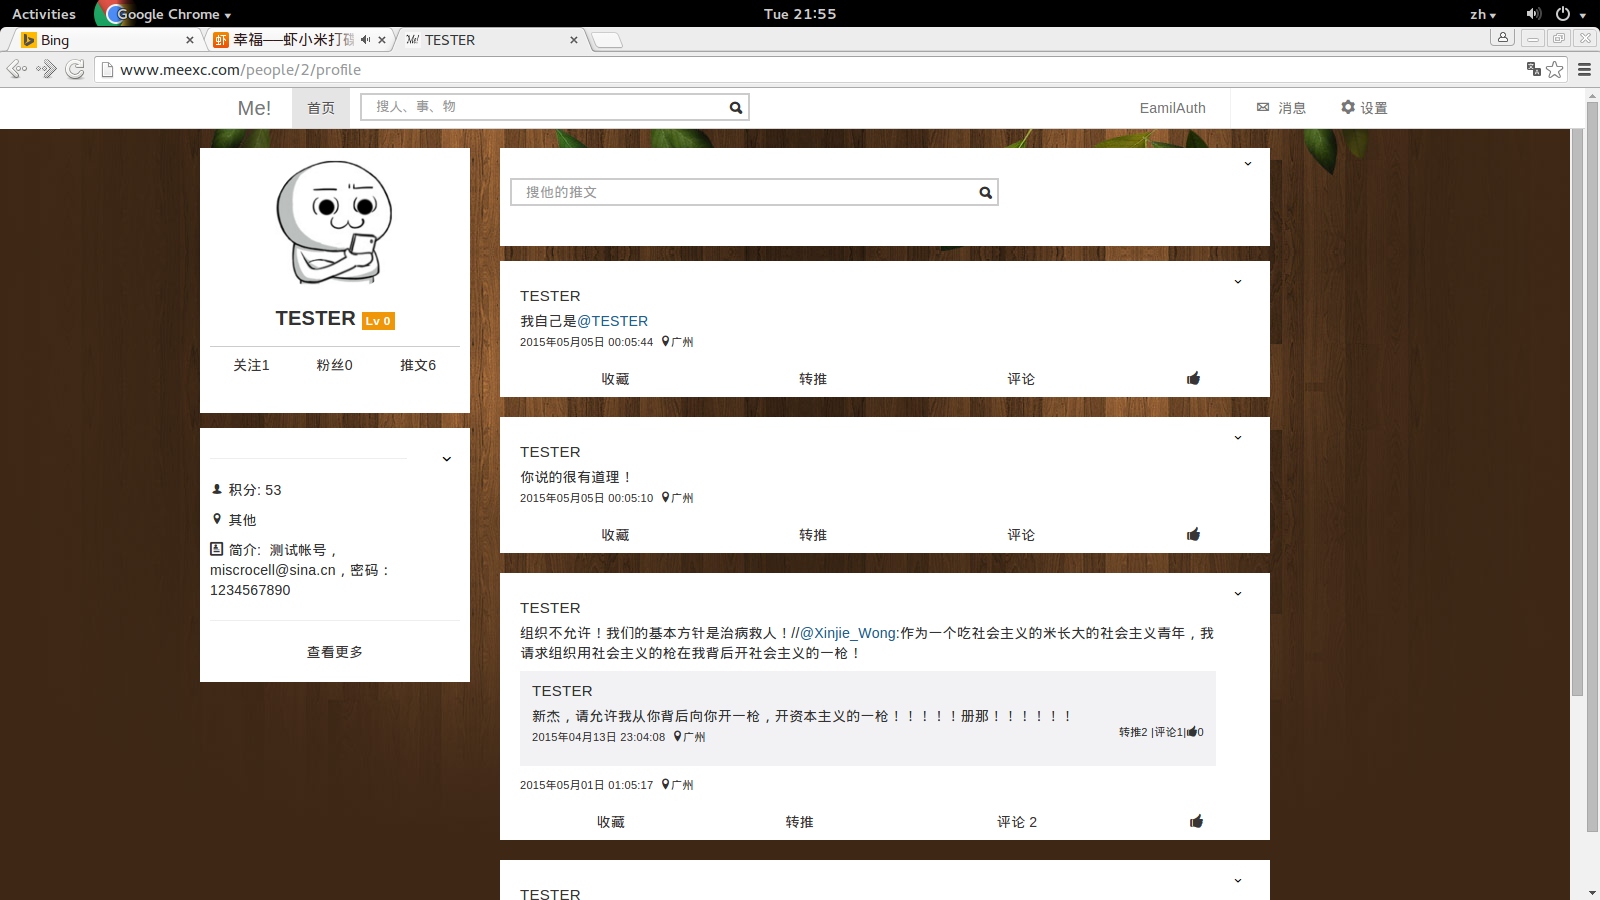 Activities Google Chrome Tue 21:55 zh
Bing 幸福——虾小米打碟 TESTER
www.meexc.com/people/2/profile
Me! 首页 搜人、事、物 EamilAuth 消息 设置
TESTER Lv 0
关注1 粉丝0 推文6
积分: 53
其他
简介: 测试帐号，
miscrocell@sina.cn，密码：
1234567890
查看更多
搜他的推文
TESTER
我自己是@TESTER
2015年05月05日 00:05:44 广州
收藏 转推 评论
TESTER
你说的很有道理！
2015年05月05日 00:05:10 广州
收藏 转推 评论
TESTER
组织不允许！我们的基本方针是治病救人！//@Xinjie_Wong:作为一个吃社会主义的米长大的社会主义青年，我
请求组织用社会主义的枪在我背后开社会主义的一枪！
TESTER
新杰，请允许我从你背后向你开一枪，开资本主义的一枪！！！！！册那！！！！！！
2015年04月13日 23:04:08 广州
转推2 |评论1|0
2015年05月01日 01:05:17 广州
收藏 转推 评论 2
TESTER